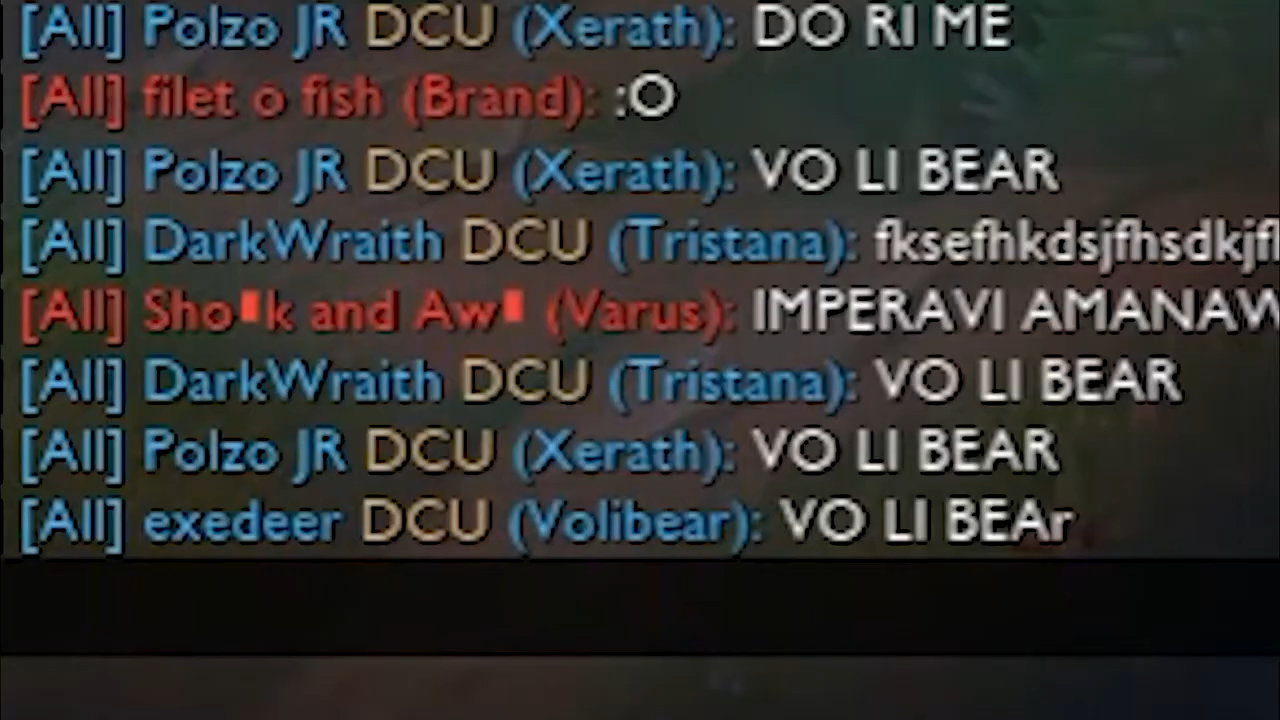 [All] Polzo JR DCU (Xerath): DO RI ME
[All] filet o fish (Brand): :O
[All] Polzo JR DCU (Xerath): VO LI BEAR
[All] DarkWraith DCU (Tristana): fksefhkdsjfhsdkjf
[All] Sho▮k and Aw▮ (Varus): IMPERAVI AMANAW
[All] DarkWraith DCU (Tristana): VO LI BEAR
[All] Polzo JR DCU (Xerath): VO LI BEAR
[All] exedeer DCU (Volibear): VO LI BEAr